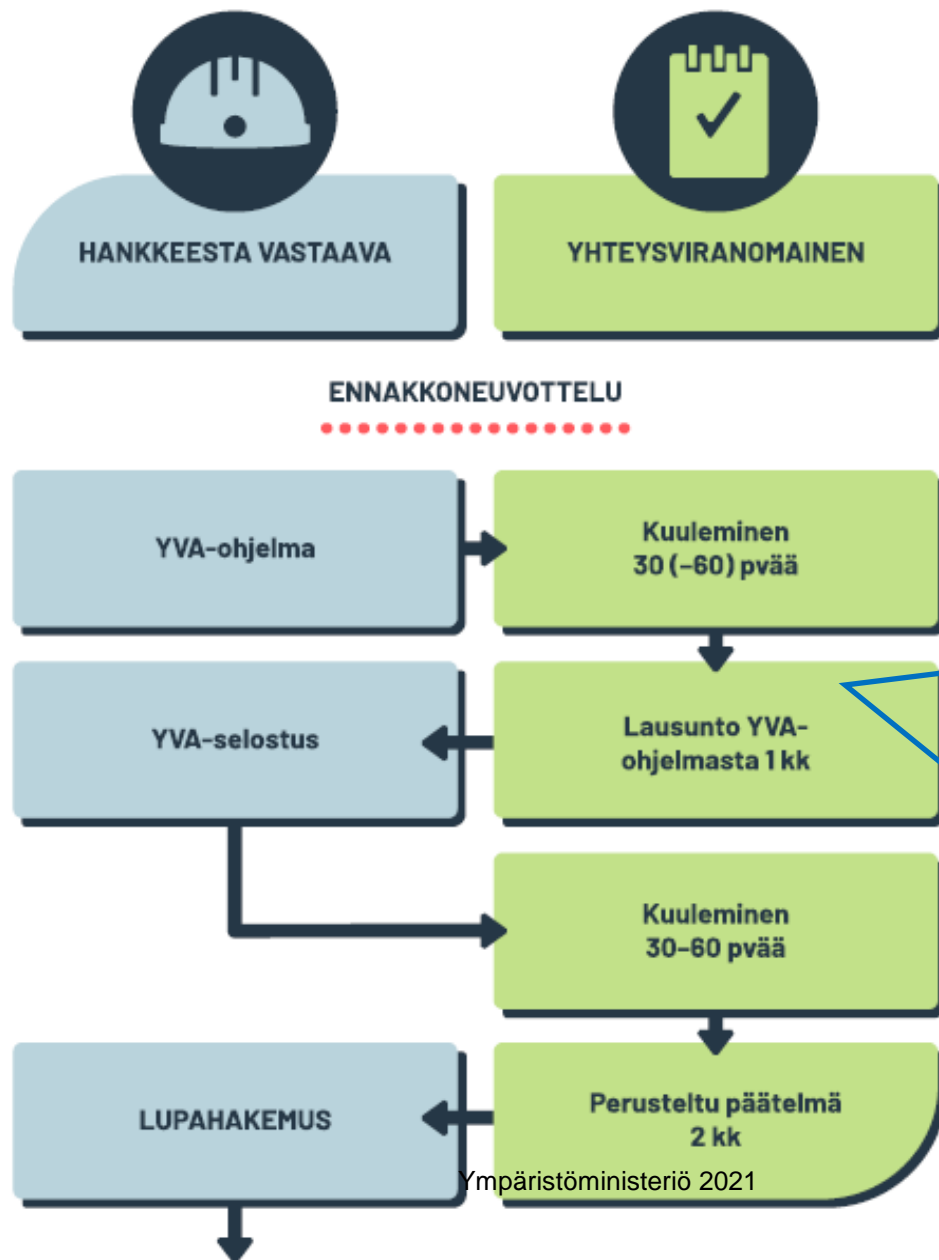 HANKKEESTA VASTAAVA
YHTEYSVIRANOMAINEN
ENNAKKONEUVOTTELU
YVA-ohjelma
Kuuleminen
30 (-60) pvää
YVA-selostus
Lausunto YVA-
ohjelmasta 1 kk
Kuuleminen
30-60 pvää
LUPAHAKEMUS
Perusteltu päätelmä
2 kk
Ympäristöministeriö 2021